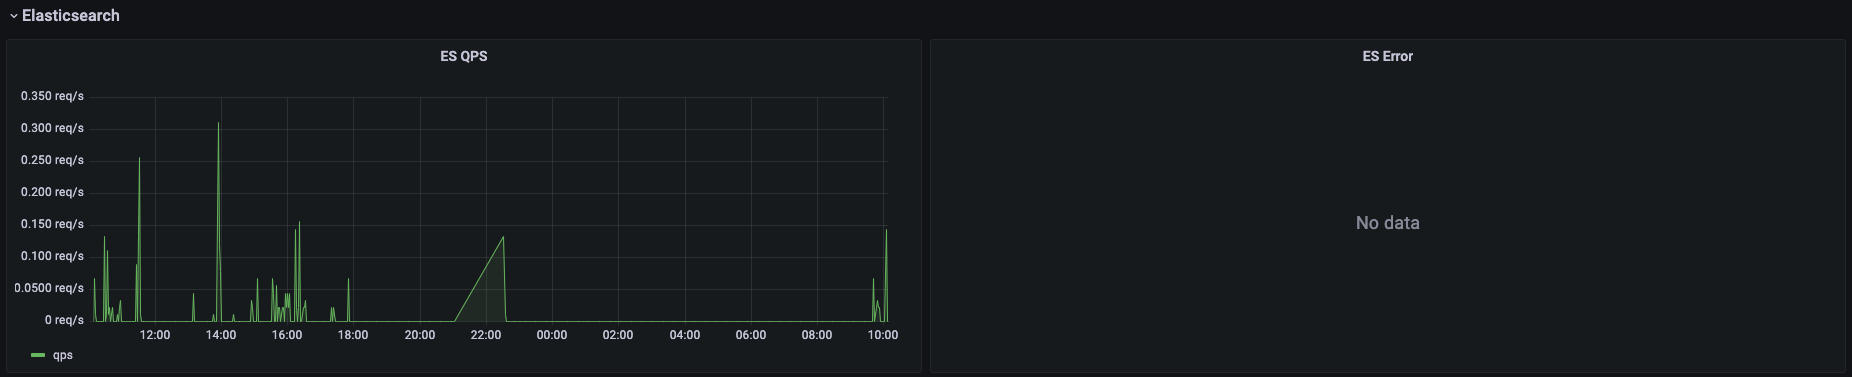 Elasticsearch
ES QPS
0.350 req/s
0.300 req/s
0.250 req/s
0.200 req/s
0.150 req/s
0.100 req/s
0.0500 req/s
0 req/s
12:00 14:00 16:00 18:00 20:00 22:00 00:00 02:00 04:00 06:00 08:00 10:00
qps
ES Error
No data